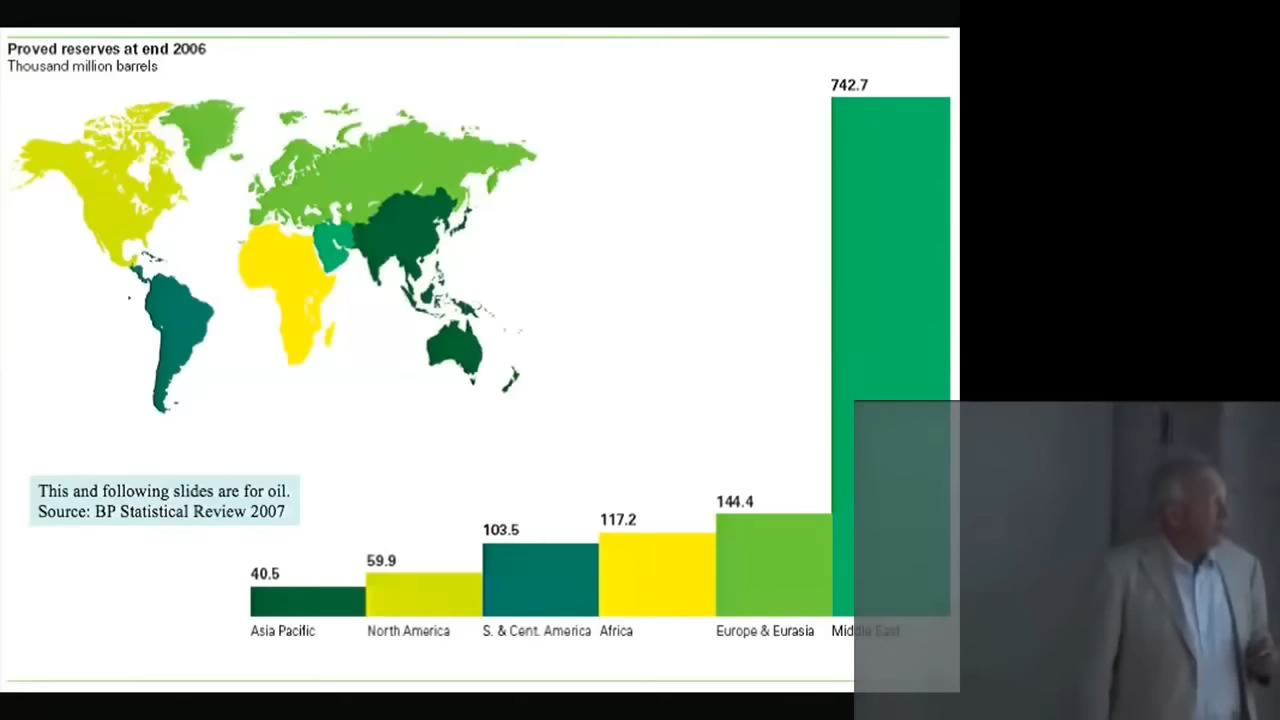 Proved reserves at end 2006
Thousand million barrels
742.7
This and following slides are for oil.
Source: BP Statistical Review 2007
144.4
117.2
103.5
59.9
40.5
Asia Pacific
North America
S. & Cent. America
Africa
Europe & Eurasia
Middle East